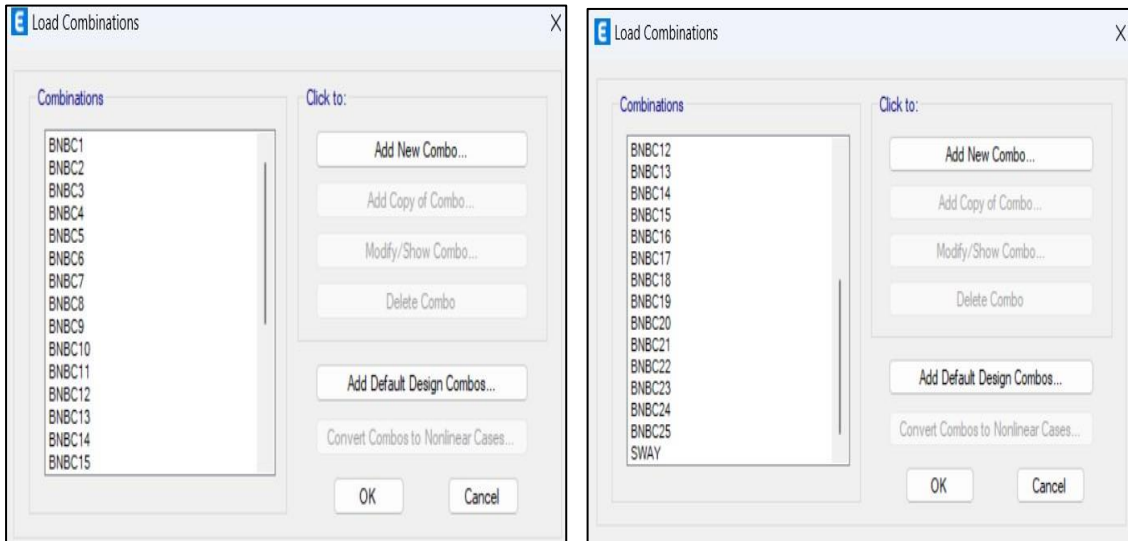 E Load Combinations X
Combinations
BNBC1
BNBC2
BNBC3
BNBC4
BNBC5
BNBC6
BNBC7
BNBC8
BNBC9
BNBC10
BNBC11
BNBC12
BNBC13
BNBC14
BNBC15
Click to:
Add New Combo...
Add Copy of Combo...
Modify/Show Combo...
Delete Combo
Add Default Design Combos...
Convert Combos to Nonlinear Cases...
OK Cancel
E Load Combinations X
Combinations
BNBC12
BNBC13
BNBC14
BNBC15
BNBC16
BNBC17
BNBC18
BNBC19
BNBC20
BNBC21
BNBC22
BNBC23
BNBC24
BNBC25
SWAY
Click to:
Add New Combo...
Add Copy of Combo...
Modify/Show Combo...
Delete Combo
Add Default Design Combos...
Convert Combos to Nonlinear Cases...
OK Cancel